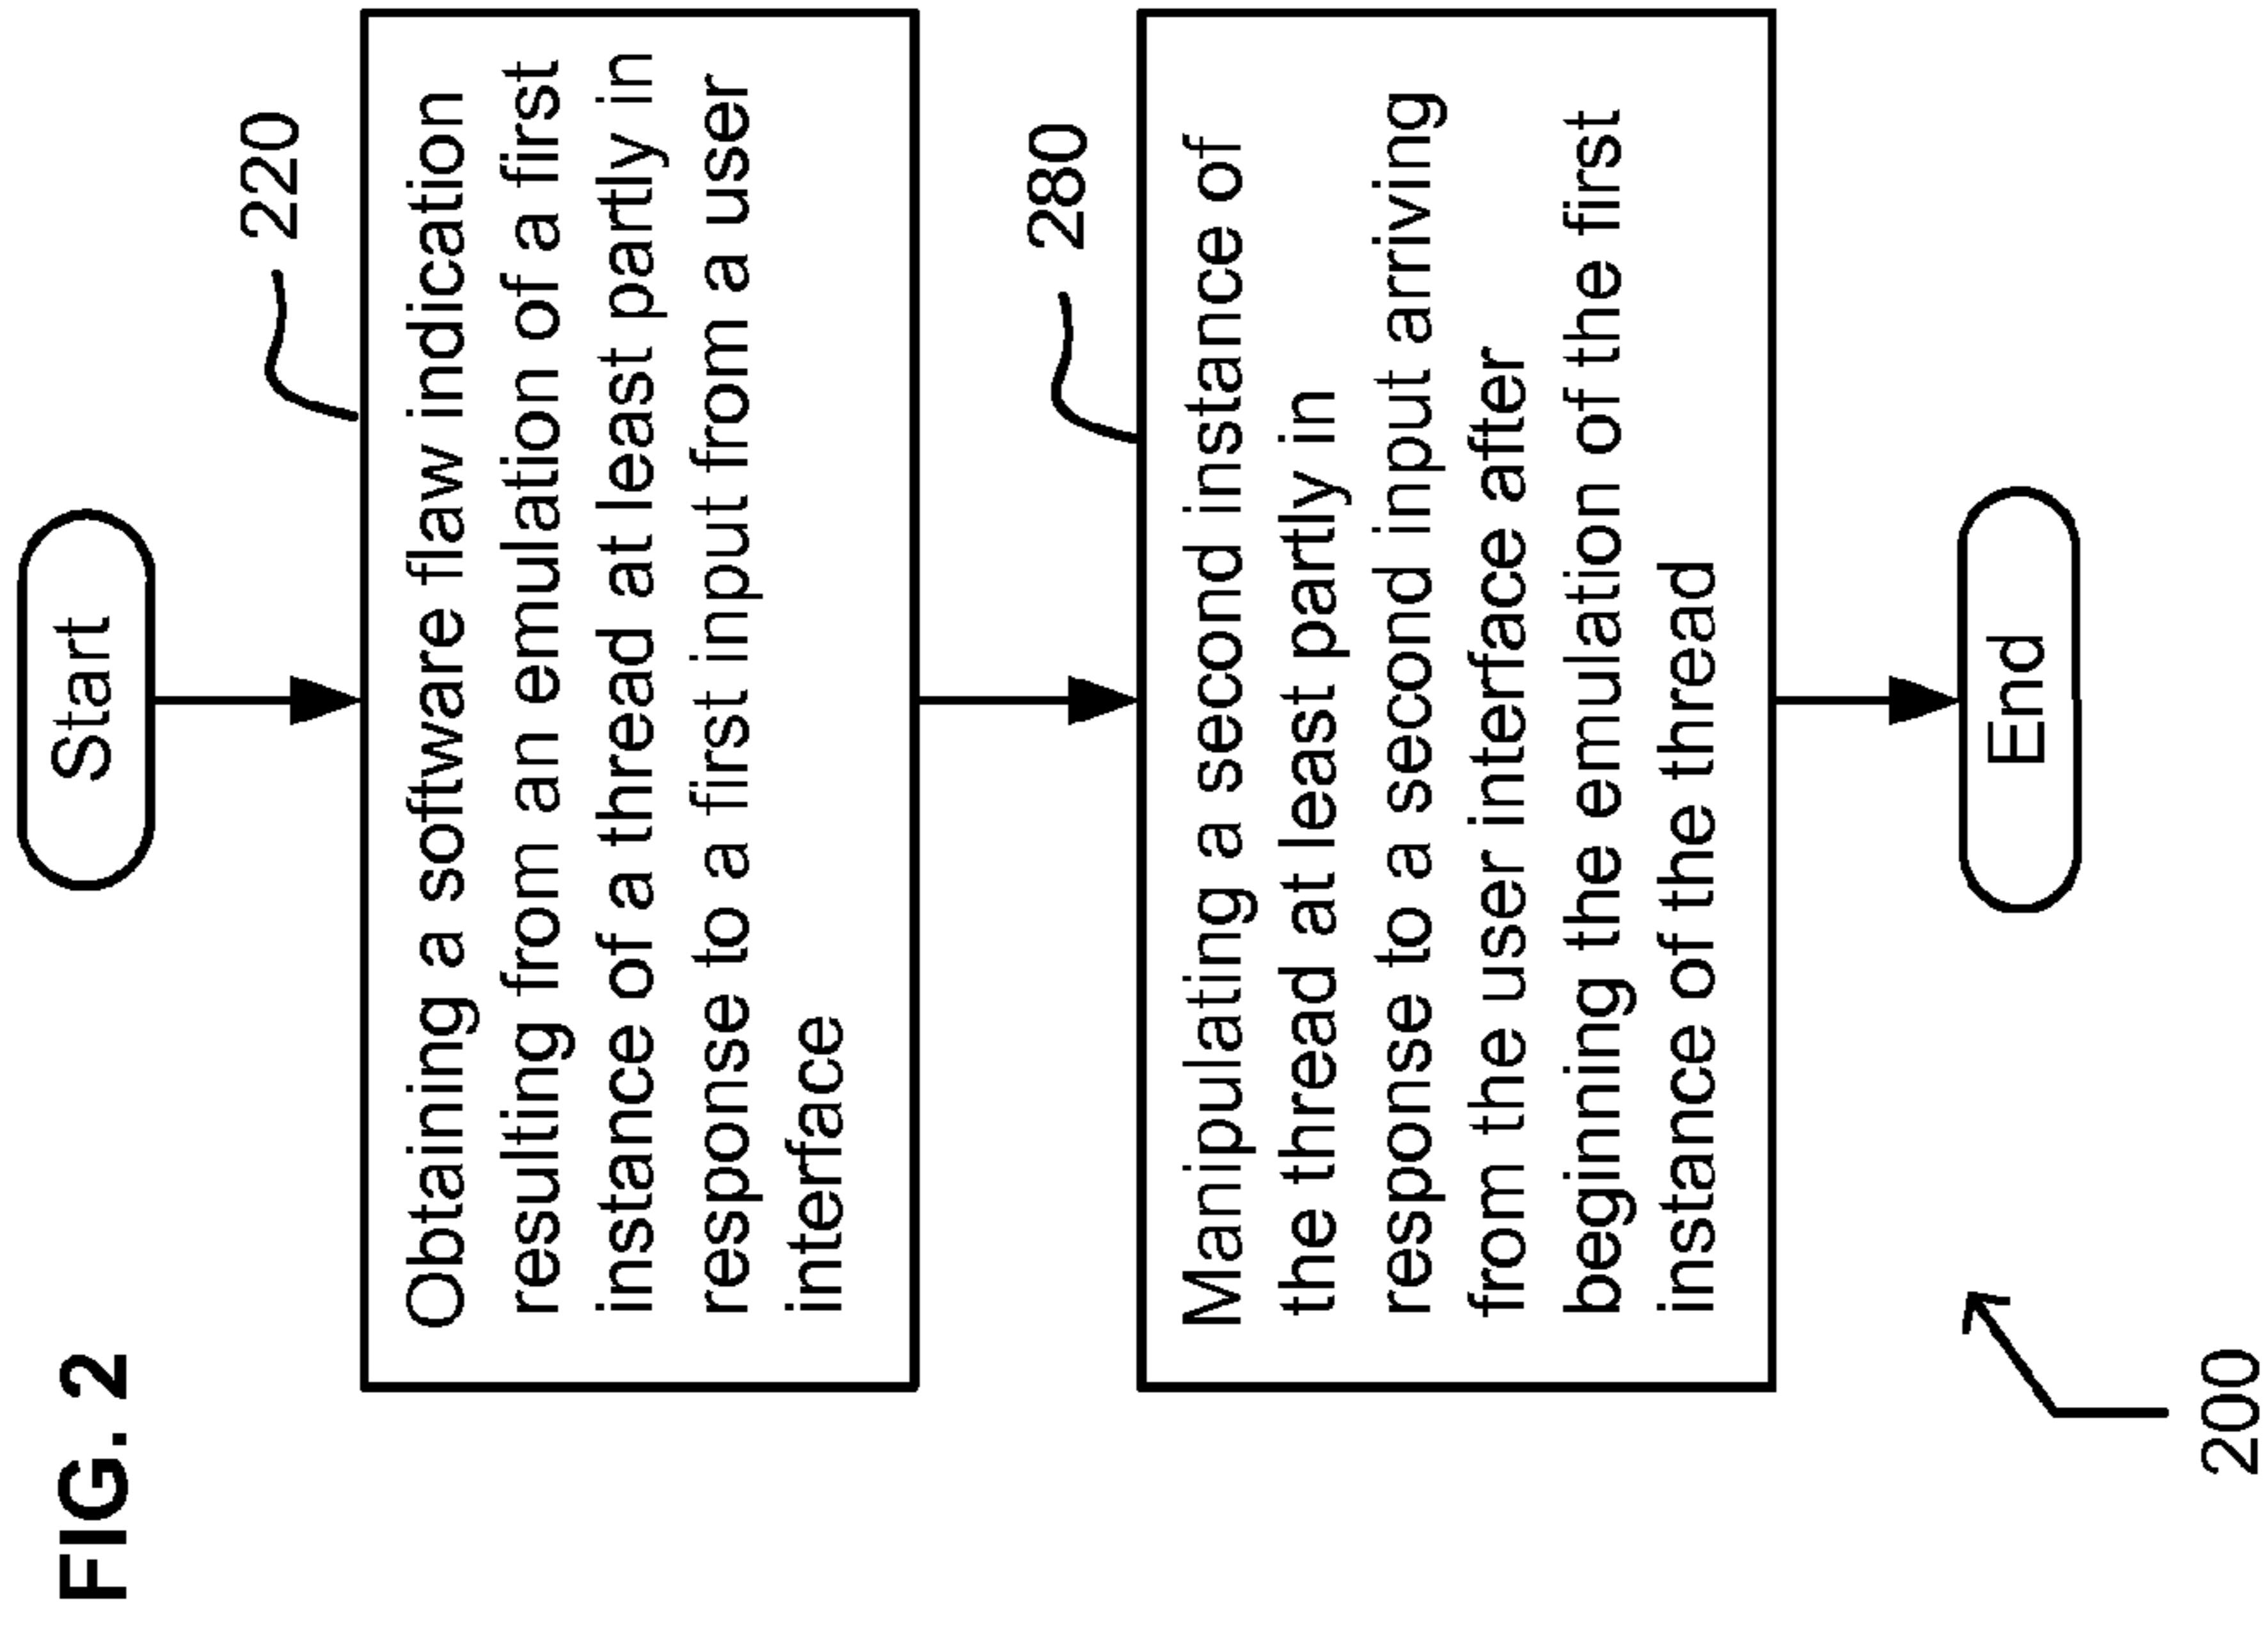 FIG. 2
Start
220
Obtaining a software flaw indication
resulting from an emulation of a first
instance of a thread at least partly in
response to a first input from a user
interface
280
Manipulating a second instance of
the thread at least partly in
response to a second input arriving
from the user interface after
beginning the emulation of the first
instance of the thread
End
200